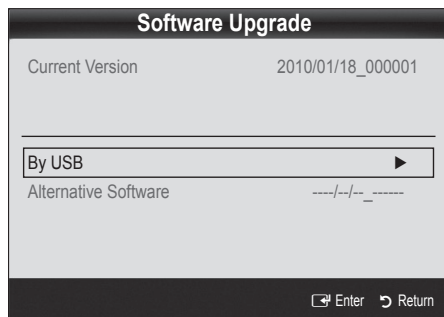 Software Upgrade
Current Version 2010/01/18_000001
By USB ►
Alternative Software ----/--/--_------
Enter Return